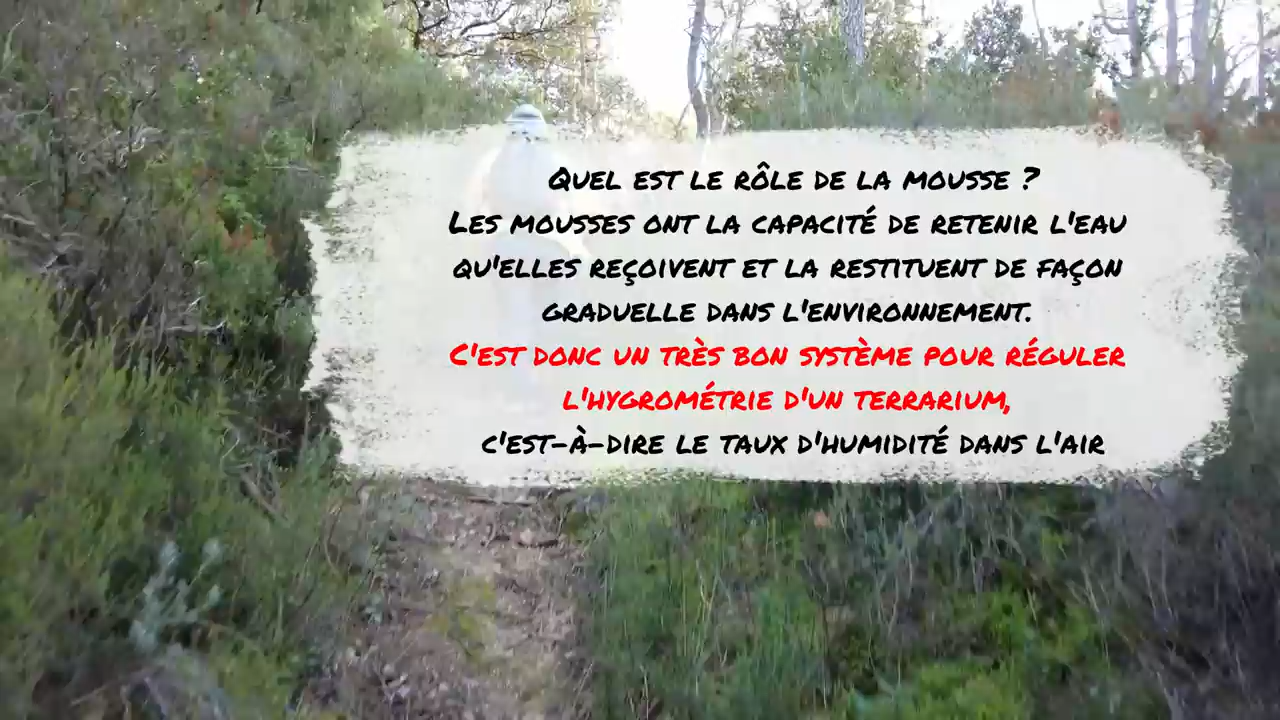 QUEL EST LE RÔLE DE LA MOUSSE ?
LES MOUSSES ONT LA CAPACITÉ DE RETENIR L'EAU
QU'ELLES REÇOIVENT ET LA RESTITUENT DE FAÇON
GRADUELLE DANS L'ENVIRONNEMENT.
C'EST DONC UN TRÈS BON SYSTÈME POUR RÉGULER
L'HYGROMÉTRIE D'UN TERRARIUM,
C'EST-À-DIRE LE TAUX D'HUMIDITÉ DANS L'AIR